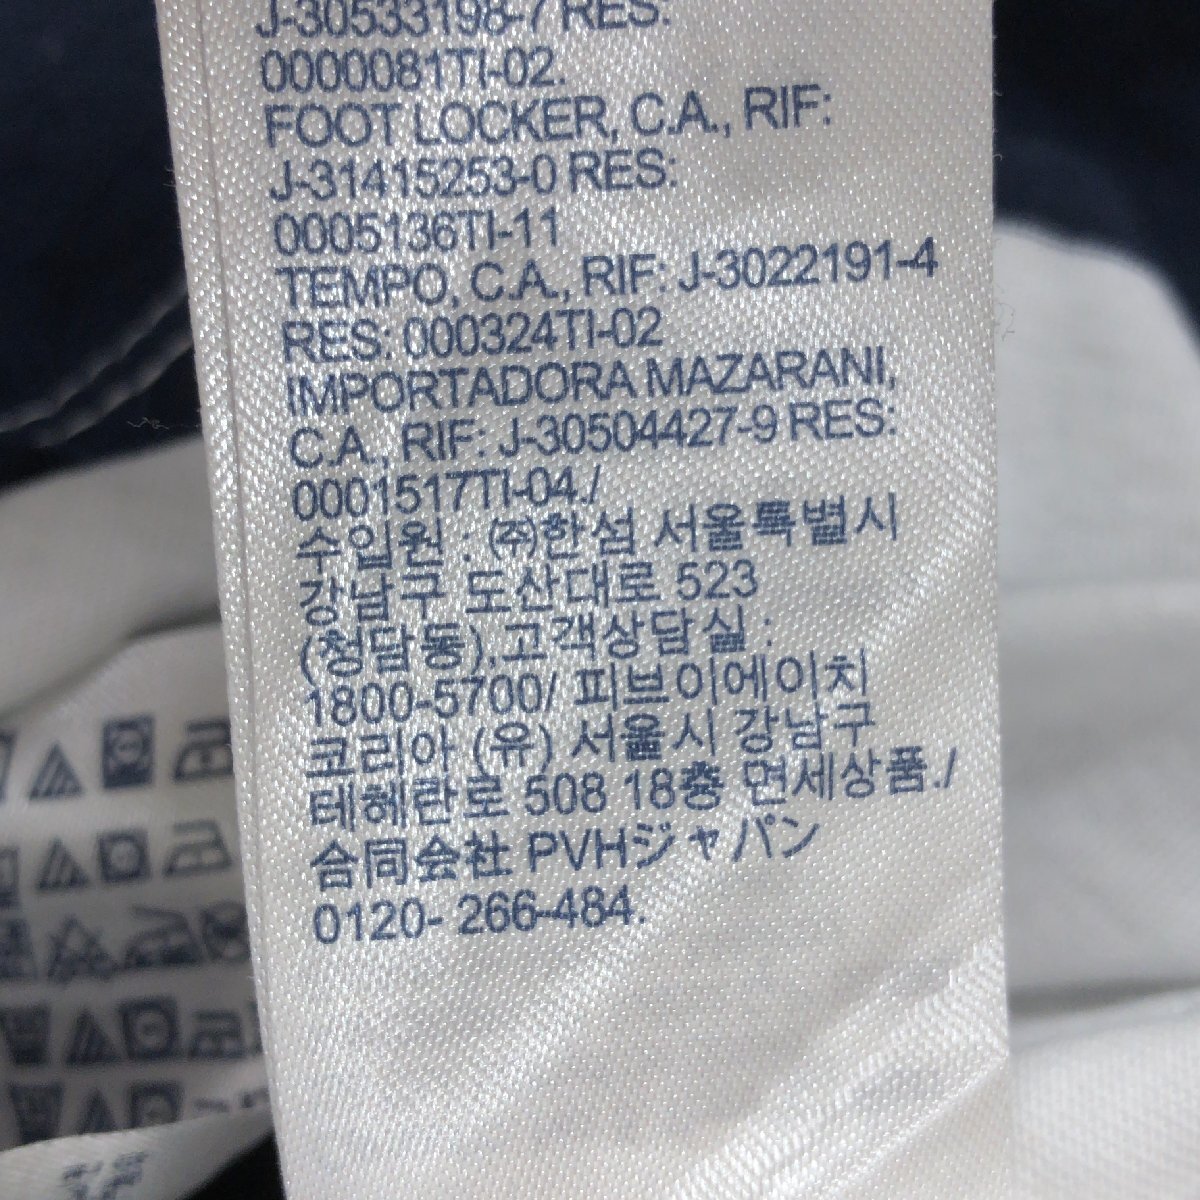 J-30533198-7 RES:
0000081TI-02.
FOOT LOCKER, C.A., RIF:
J-31415253-0 RES:
0005136TI-11
TEMPO, C.A., RIF: J-3022191-4
RES: 000324TI-02
IMPORTADORA MAZARANI,
C.A., RIF: J-30504427-9 RES:
0001517TI-04./
수입원 : ㈜한섬 서울특별시
강남구 도산대로 523
(청담동),고객상담실 :
1800-5700/ 피브이에이치
코리아 (유) 서울시 강남구
테헤란로 508 18층 면세상품./
合同会社 PVHジャパン
0120- 266-484.